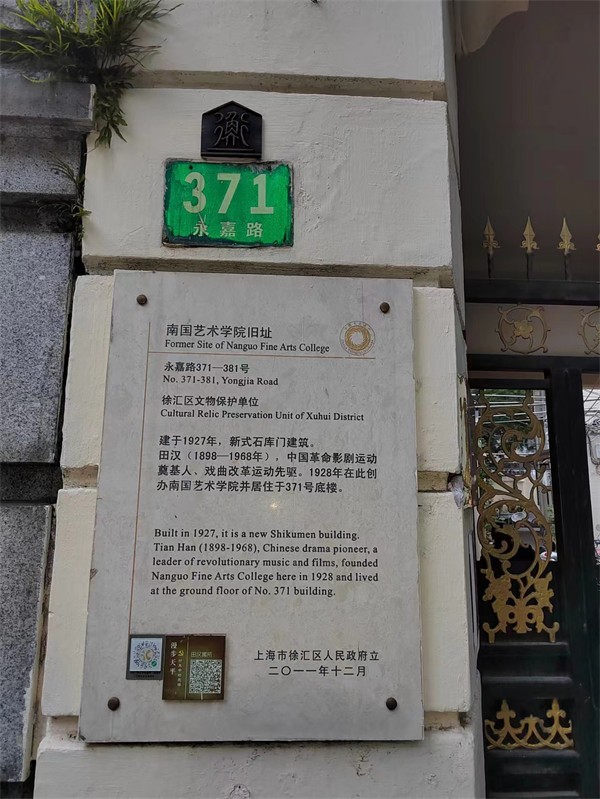 371
永嘉路
南国艺术学院旧址
Former Site of Nanguo Fine Arts College
永嘉路371—381号
No. 371-381, Yongjia Road
徐汇区文物保护单位
Cultural Relic Preservation Unit of Xuhui District
建于1927年，新式石库门建筑。
田汉（1898—1968年），中国革命影剧运动
奠基人、戏曲改革运动先驱。1928年在此创
办南国艺术学院并居住于371号底楼。
Built in 1927, it is a new Shikumen building.
Tian Han (1898-1968), Chinese drama pioneer, a
leader of revolutionary music and films, founded
Nanguo Fine Arts College here in 1928 and lived
at the ground floor of No. 371 building.
漫步天平
田汉寓所
上海市徐汇区人民政府立
二〇一一年十二月